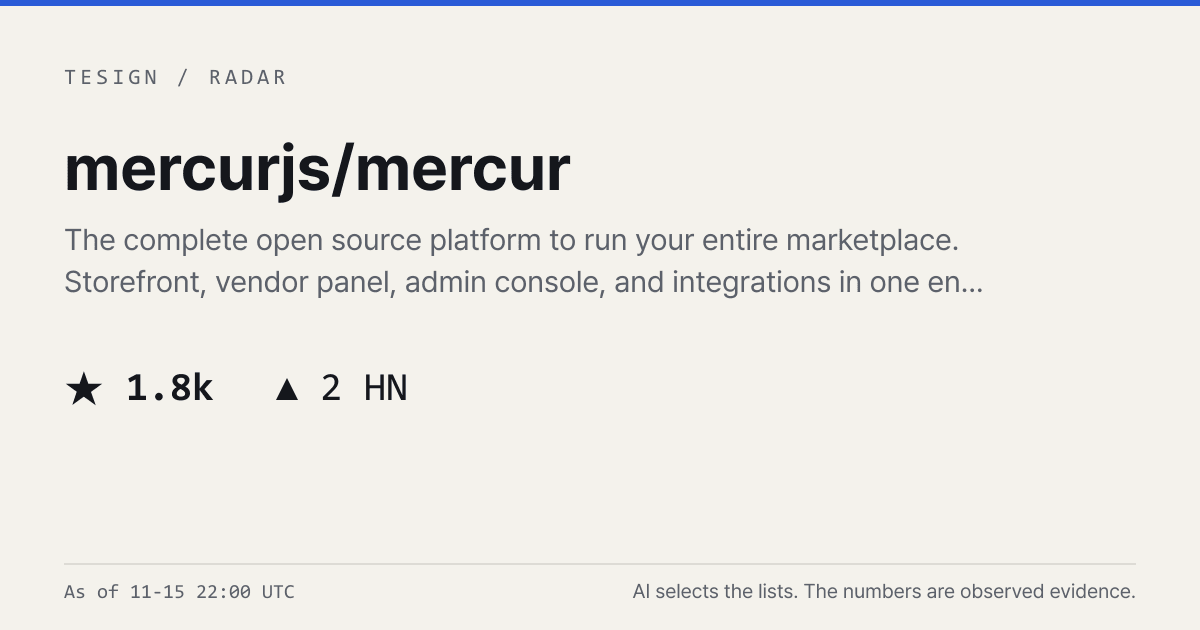 TESIGN / RADAR
mercurjs/mercur
The complete open source platform to run your entire marketplace.
Storefront, vendor panel, admin console, and integrations in one en...
★ 1.8k ▲ 2 HN
As of 11-15 22:00 UTC
AI selects the lists. The numbers are observed evidence.